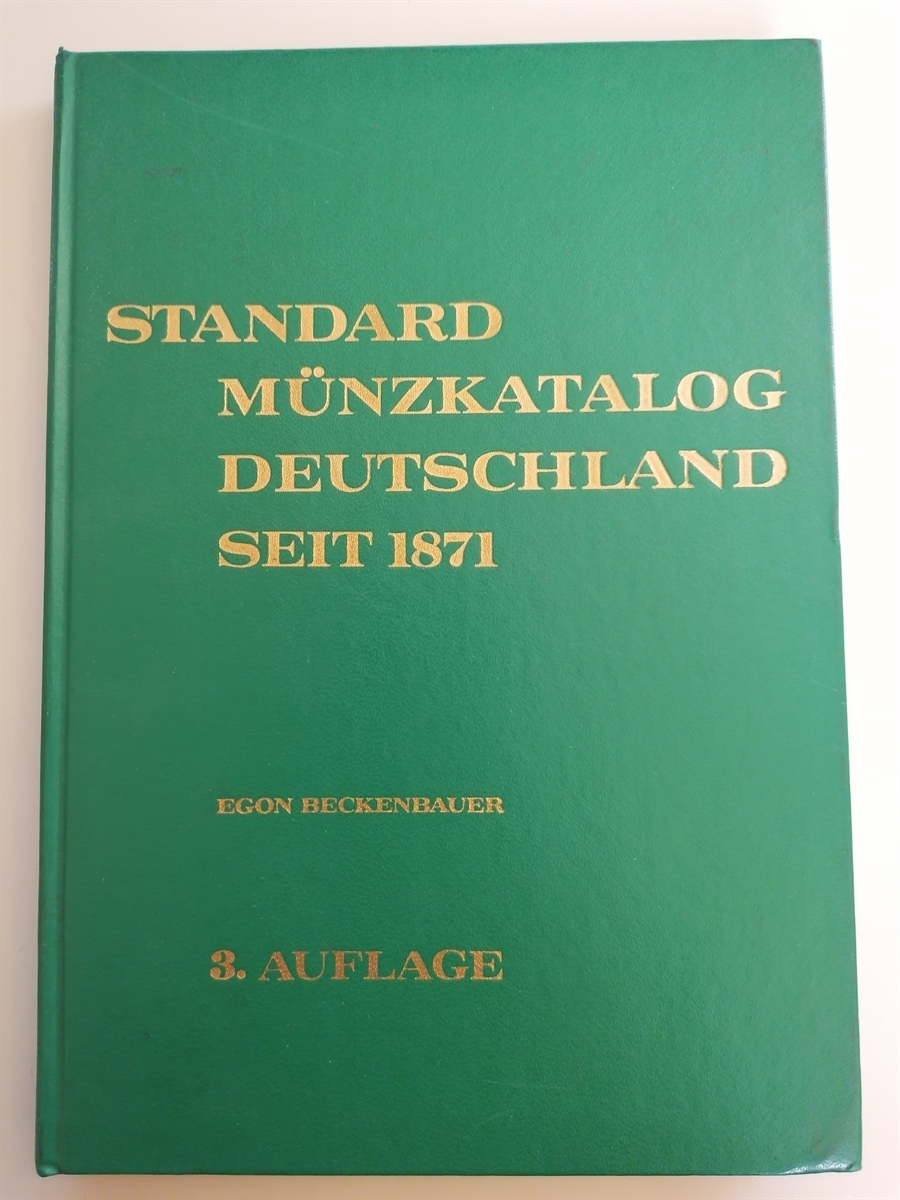 STANDARD
MÜNZKATALOG
DEUTSCHLAND
SEIT 1871
EGON BECKENBAUER
3. AUFLAGE